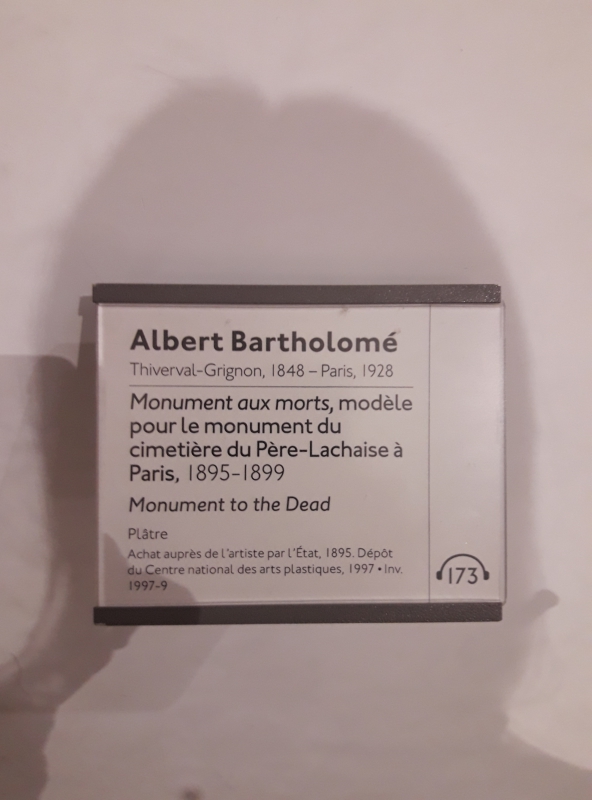 Albert Bartholomé
Thiverval-Grignon, 1848 – Paris, 1928
Monument aux morts, modèle
pour le monument du
cimetière du Père-Lachaise à
Paris, 1895-1899
Monument to the Dead
Plâtre
Achat auprès de l'artiste par l'État, 1895. Dépôt
du Centre national des arts plastiques, 1997 • Inv.
1997-9
173